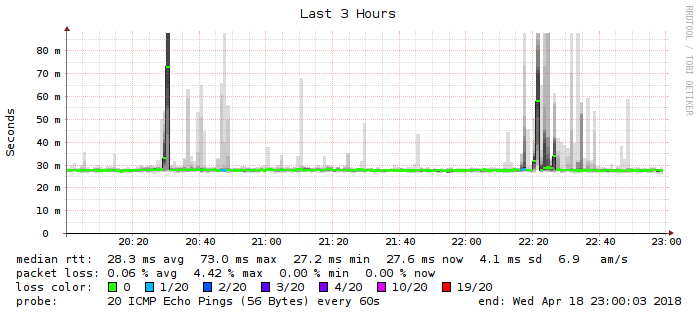 Last 3 Hours
RRDTOOL / TOBI OETIKER
Seconds
80 m
70 m
60 m
50 m
40 m
30 m
20 m
10 m
0
20:20 20:40 21:00 21:20 21:40 22:00 22:20 22:40 23:00
median rtt: 28.3 ms avg 73.0 ms max 27.2 ms min 27.6 ms now 4.1 ms sd 6.9 am/s
packet loss: 0.06 % avg 4.42 % max 0.00 % min 0.00 % now
loss color: 0 1/20 2/20 3/20 4/20 10/20 19/20
probe: 20 ICMP Echo Pings (56 Bytes) every 60s end: Wed Apr 18 23:00:03 2018